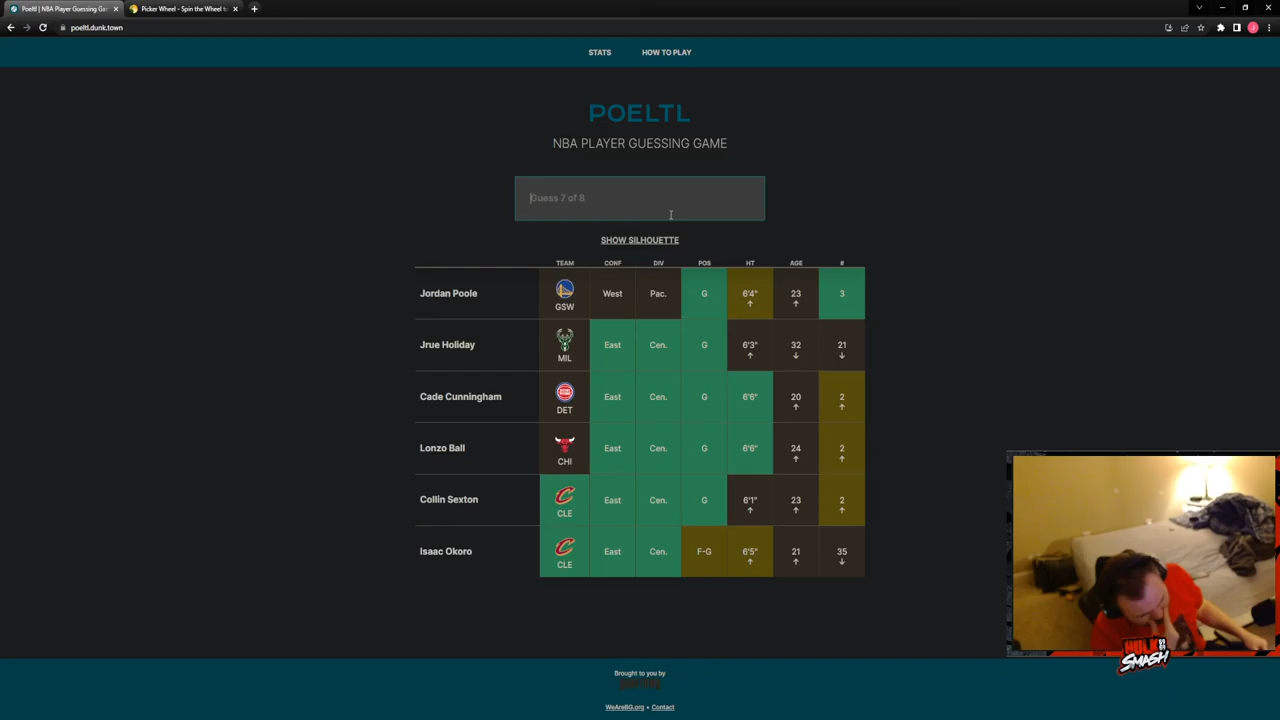 Poeltl | NBA Player Guessing Ga
Picker Wheel - Spin the Wheel t
poeltl.dunk.town
STATS
HOW TO PLAY
POELTL
NBA PLAYER GUESSING GAME
Guess 7 of 8
SHOW SILHOUETTE
TEAM CONF DIV POS HT AGE #
Jordan Poole GSW West Pac. G 6'4" ↑ 23 ↑ 3
Jrue Holiday MIL East Cen. G 6'3" ↑ 32 ↓ 21 ↓
Cade Cunningham DET East Cen. G 6'6" 20 ↑ 2 ↑
Lonzo Ball CHI East Cen. G 6'6" 24 ↑ 2 ↑
Collin Sexton CLE East Cen. G 6'1" ↑ 23 ↑ 2 ↑
Isaac Okoro CLE East Cen. F-G 6'5" ↑ 21 ↑ 35 ↓
HULK
SMASH
Brought to you by
WeAreBG.org • Contact